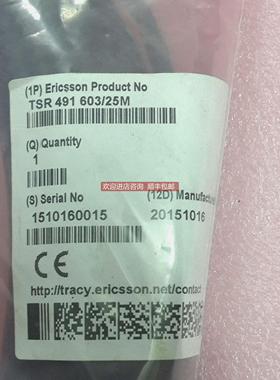 (1P) Ericsson Product No
TSR 491 603/25M
(Q) Quantity
1
欢迎进店咨询 顺丰包邮
(S) Serial No
(12D) Manufactu
1510160015
20151016
CE
http://tracy.ericsson.net/contact